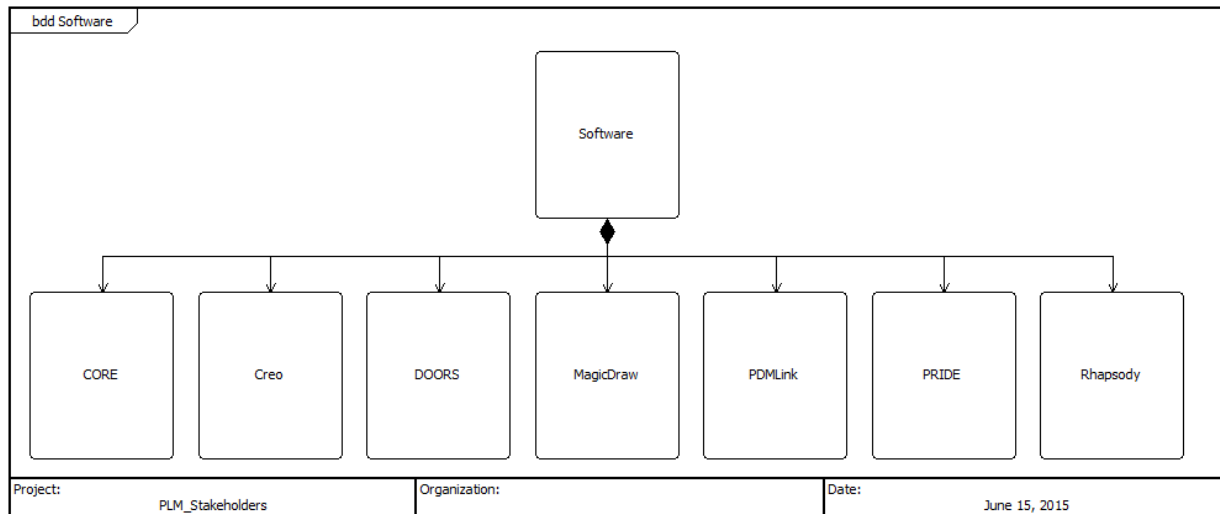 bdd Software
Software
CORE
Creo
DOORS
MagicDraw
PDMLink
PRIDE
Rhapsody
Project:
PLM_Stakeholders
Organization:
Date:
June 15, 2015